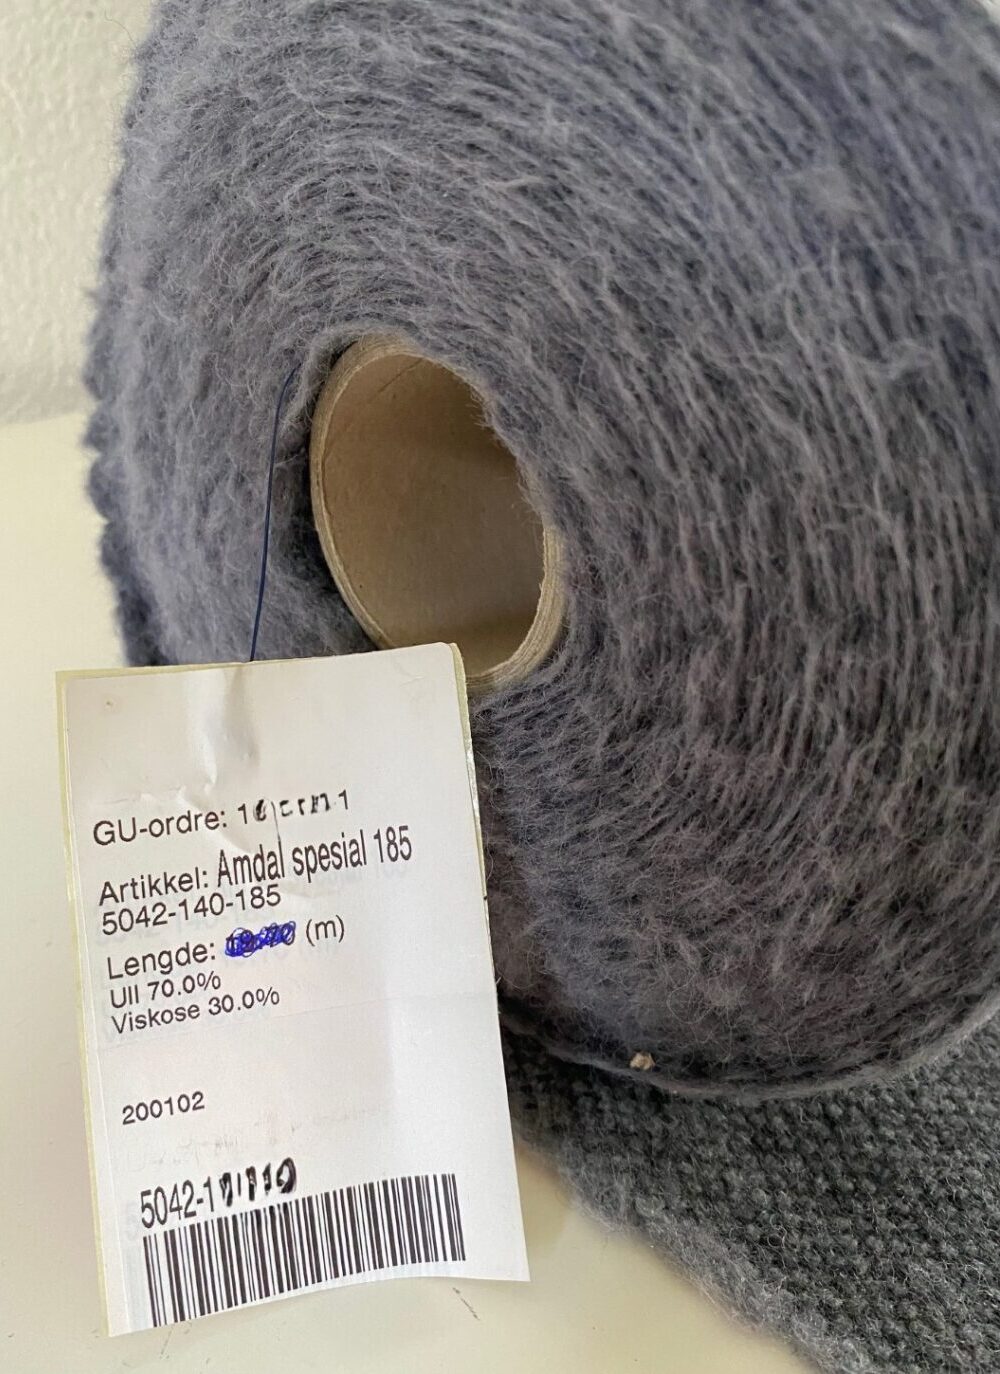 GU-ordre:
Artikkel: Amdal spesial 185
5042-140-185
Lengde: (m)
Ull 70.0%
Viskose 30.0%
200102